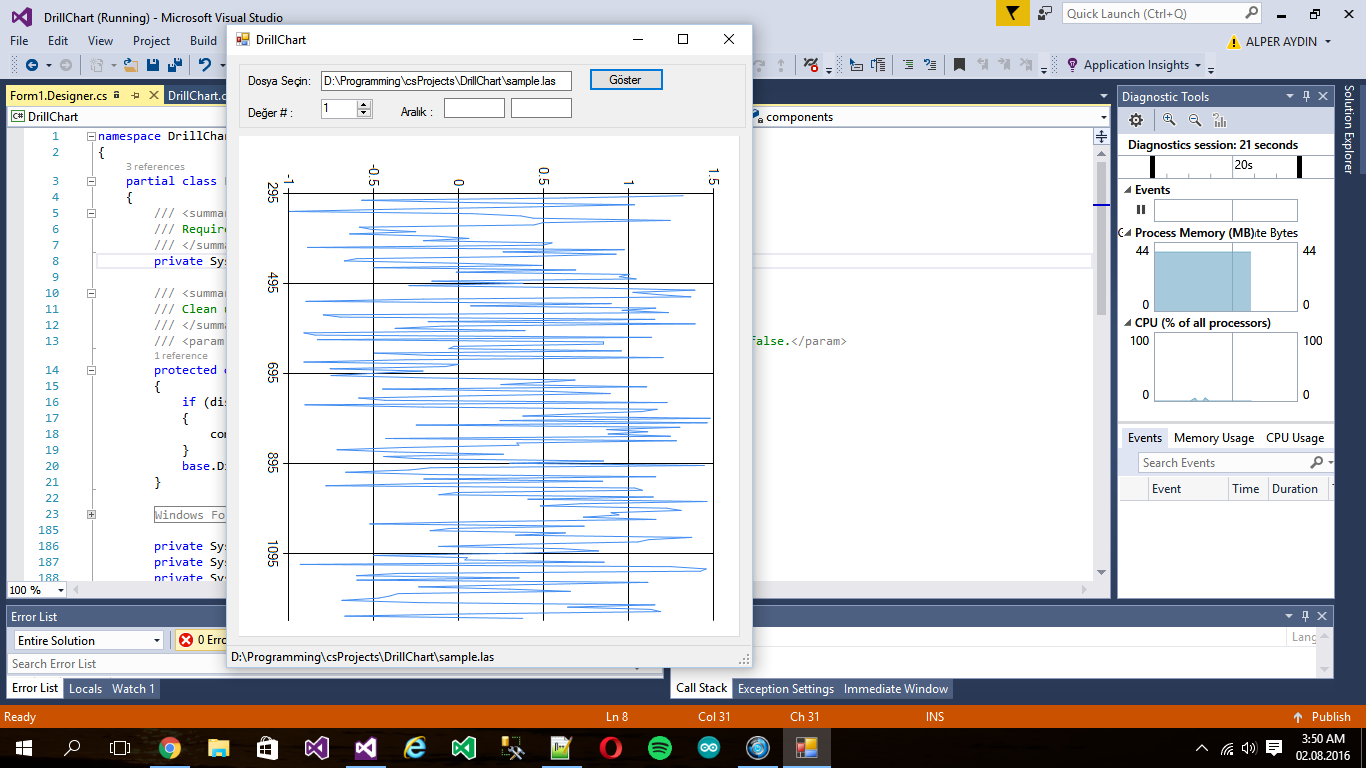 DrillChart (Running) - Microsoft Visual Studio
Quick Launch (Ctrl+Q)
File Edit View Project Build
ALPER AYDIN
Application Insights
DrillChart
Dosya Seçin: D:\Programming\csProjects\DrillChart\sample.las Göster
Değer # : 1 Aralık :
Form1.Designer.cs DrillChart.c
C# DrillChart
components
1 namespace DrillChar
2 {
3 references
3 partial class
4 {
5 /// <summar
6 /// Require
7 /// </summa
8 private Sys
9
10 /// <summar
11 /// Clean u
12 /// </summa
13 /// <param false.</param>
1 reference
14 protected o
15 {
16 if (dis
17 {
18 com
19 }
20 base.Di
21 }
22
23 Windows Fo
185
186 private Sys
187 private Sys
188 private Sys
100 %
-1 -0.5 0 0.5 1 1.5
295
495
695
895
1095
D:\Programming\csProjects\DrillChart\sample.las
Diagnostic Tools
Diagnostics session: 21 seconds
20s
Events
Process Memory (MB) te Bytes
44 44
0 0
CPU (% of all processors)
100 100
0 0
Events Memory Usage CPU Usage
Search Events
Event Time Duration
Solution Explorer
Error List
Entire Solution 0 Erro
Search Error List
Lang
Error List Locals Watch 1
Call Stack Exception Settings Immediate Window
Ready Ln 8 Col 31 Ch 31 INS Publish
3:50 AM
02.08.2016